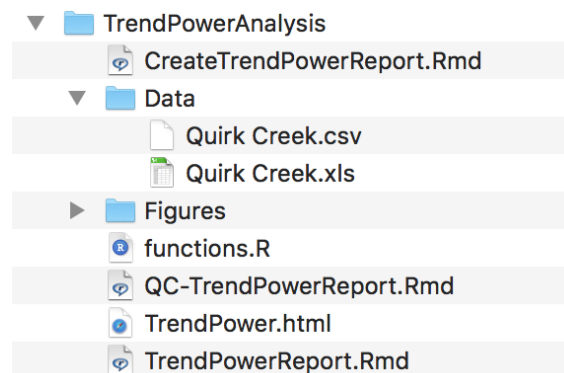 TrendPowerAnalysis
CreateTrendPowerReport.Rmd
Data
Quirk Creek.csv
Quirk Creek.xls
Figures
functions.R
QC-TrendPowerReport.Rmd
TrendPower.html
TrendPowerReport.Rmd